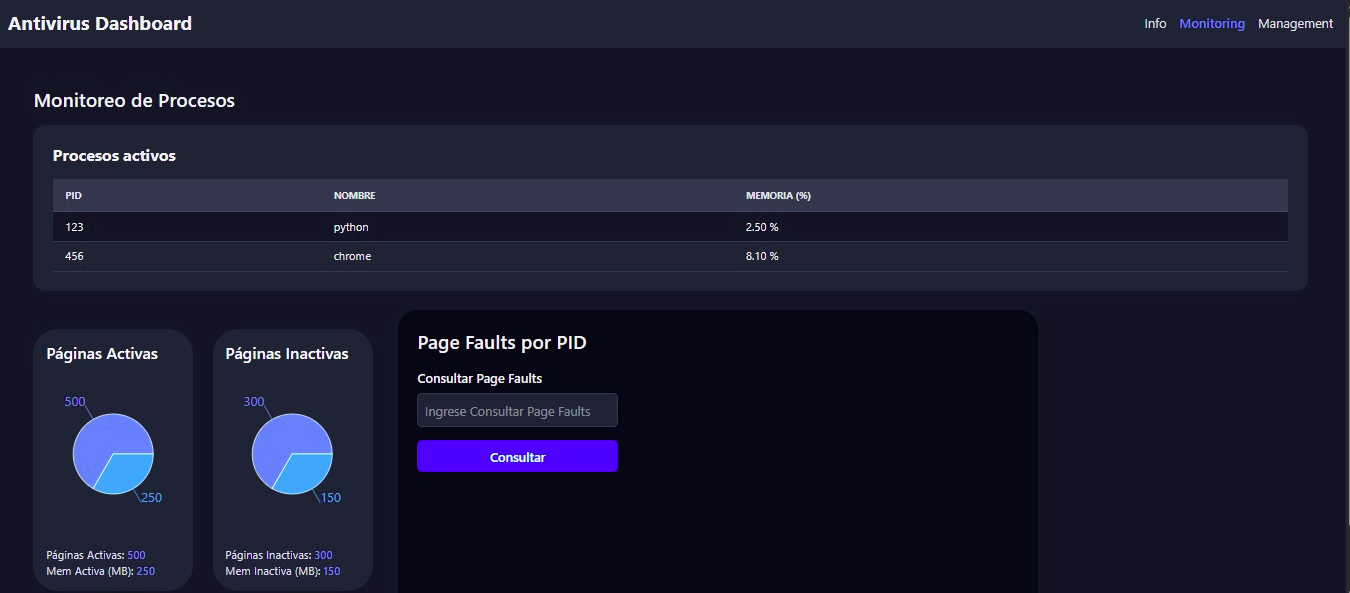 Antivirus Dashboard
Info Monitoring Management
Monitoreo de Procesos
Procesos activos
PID NOMBRE MEMORIA (%)
123 python 2.50 %
456 chrome 8.10 %
Páginas Activas
500
250
Páginas Activas: 500
Mem Activa (MB): 250
Páginas Inactivas
300
150
Páginas Inactivas: 300
Mem Inactiva (MB): 150
Page Faults por PID
Consultar Page Faults
Ingrese Consultar Page Faults
Consultar